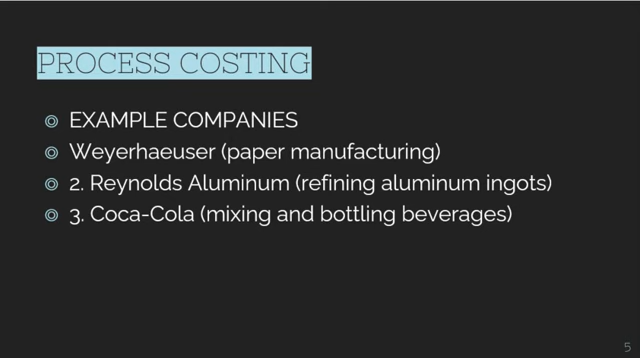 PROCESS COSTING
EXAMPLE COMPANIES
Weyerhaeuser (paper manufacturing)
2. Reynolds Aluminum (refining aluminum ingots)
3. Coca-Cola (mixing and bottling beverages)
5